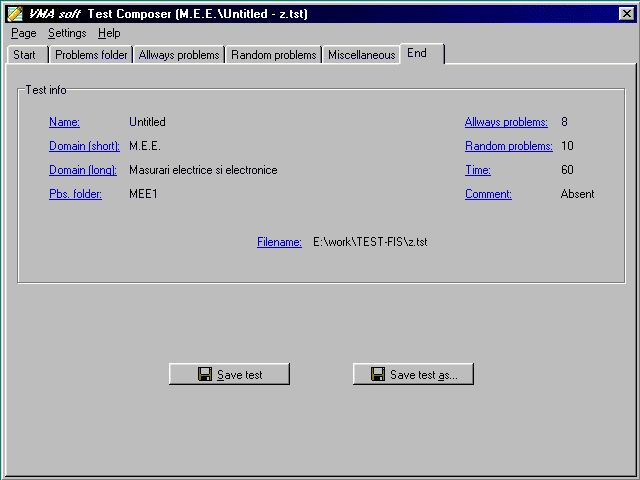 VMA soft Test Composer (M.E.E.\Untitled - z.tst)
Page Settings Help
Start Problems folder Allways problems Random problems Miscellaneous End
Test info
Name: Untitled Allways problems: 8
Domain (short): M.E.E. Random problems: 10
Domain (long): Masurari electrice si electronice Time: 60
Pbs. folder: MEE1 Comment: Absent
Filename: E:\work\TEST-FIS\z.tst
Save test Save test as...